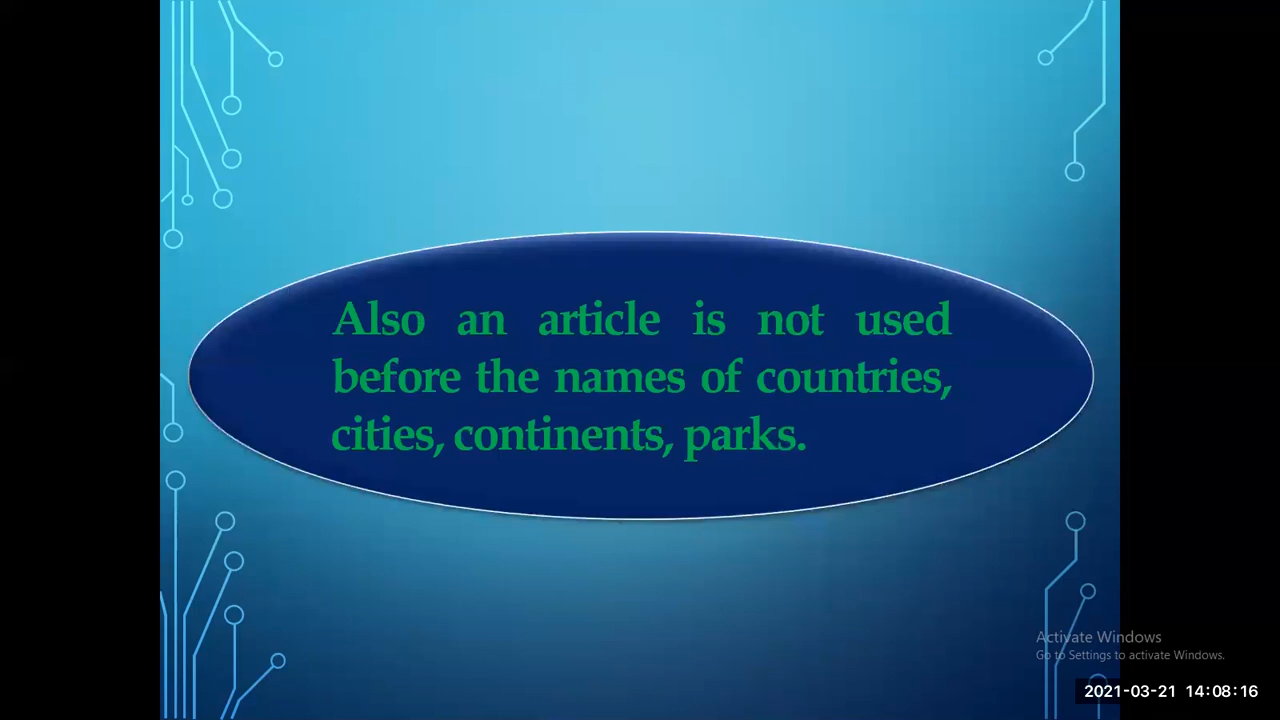 Also an article is not used
before the names of countries,
cities, continents, parks.
Activate Windows
Go to Settings to activate Windows.
2021-03-21 14:08:16